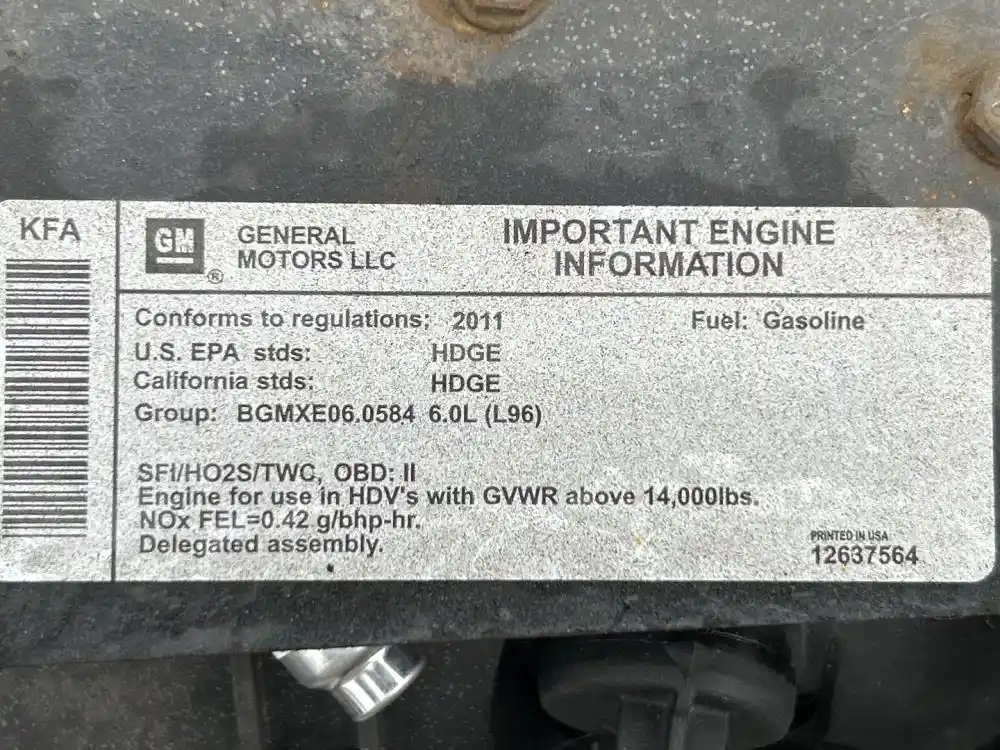 KFA
GM
®
GENERAL
MOTORS LLC
IMPORTANT ENGINE
INFORMATION
Conforms to regulations: 2011
Fuel: Gasoline
U.S. EPA stds: HDGE
California stds: HDGE
Group: BGMXE06.0584 6.0L (L96)
SFI/HO2S/TWC, OBD: II
Engine for use in HDV's with GVWR above 14,000lbs.
NOx FEL=0.42 g/bhp-hr.
Delegated assembly.
PRINTED IN USA
12637564